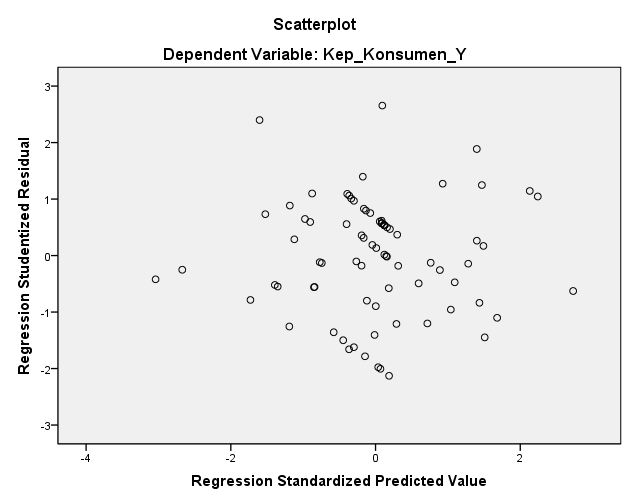 Scatterplot
Dependent Variable: Kep_Konsumen_Y
Regression Studentized Residual
3
2
1
0
-1
-2
-3
-4
-2
0
2
Regression Standardized Predicted Value